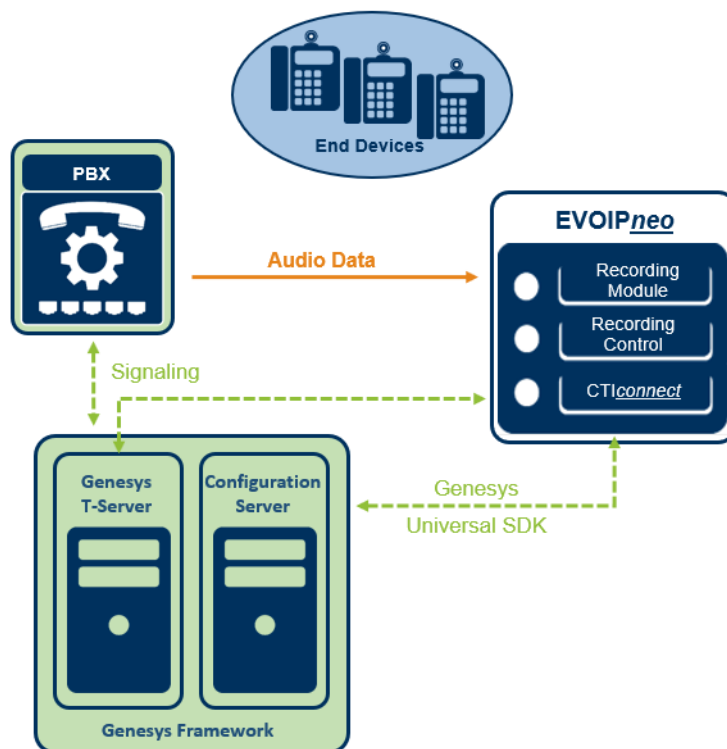 End Devices
PBX
EVOIPneo
Audio Data
Recording
Module
Recording
Control
CTIconnect
Signaling
Genesys
T-Server
Configuration
Server
Genesys
Universal SDK
Genesys Framework